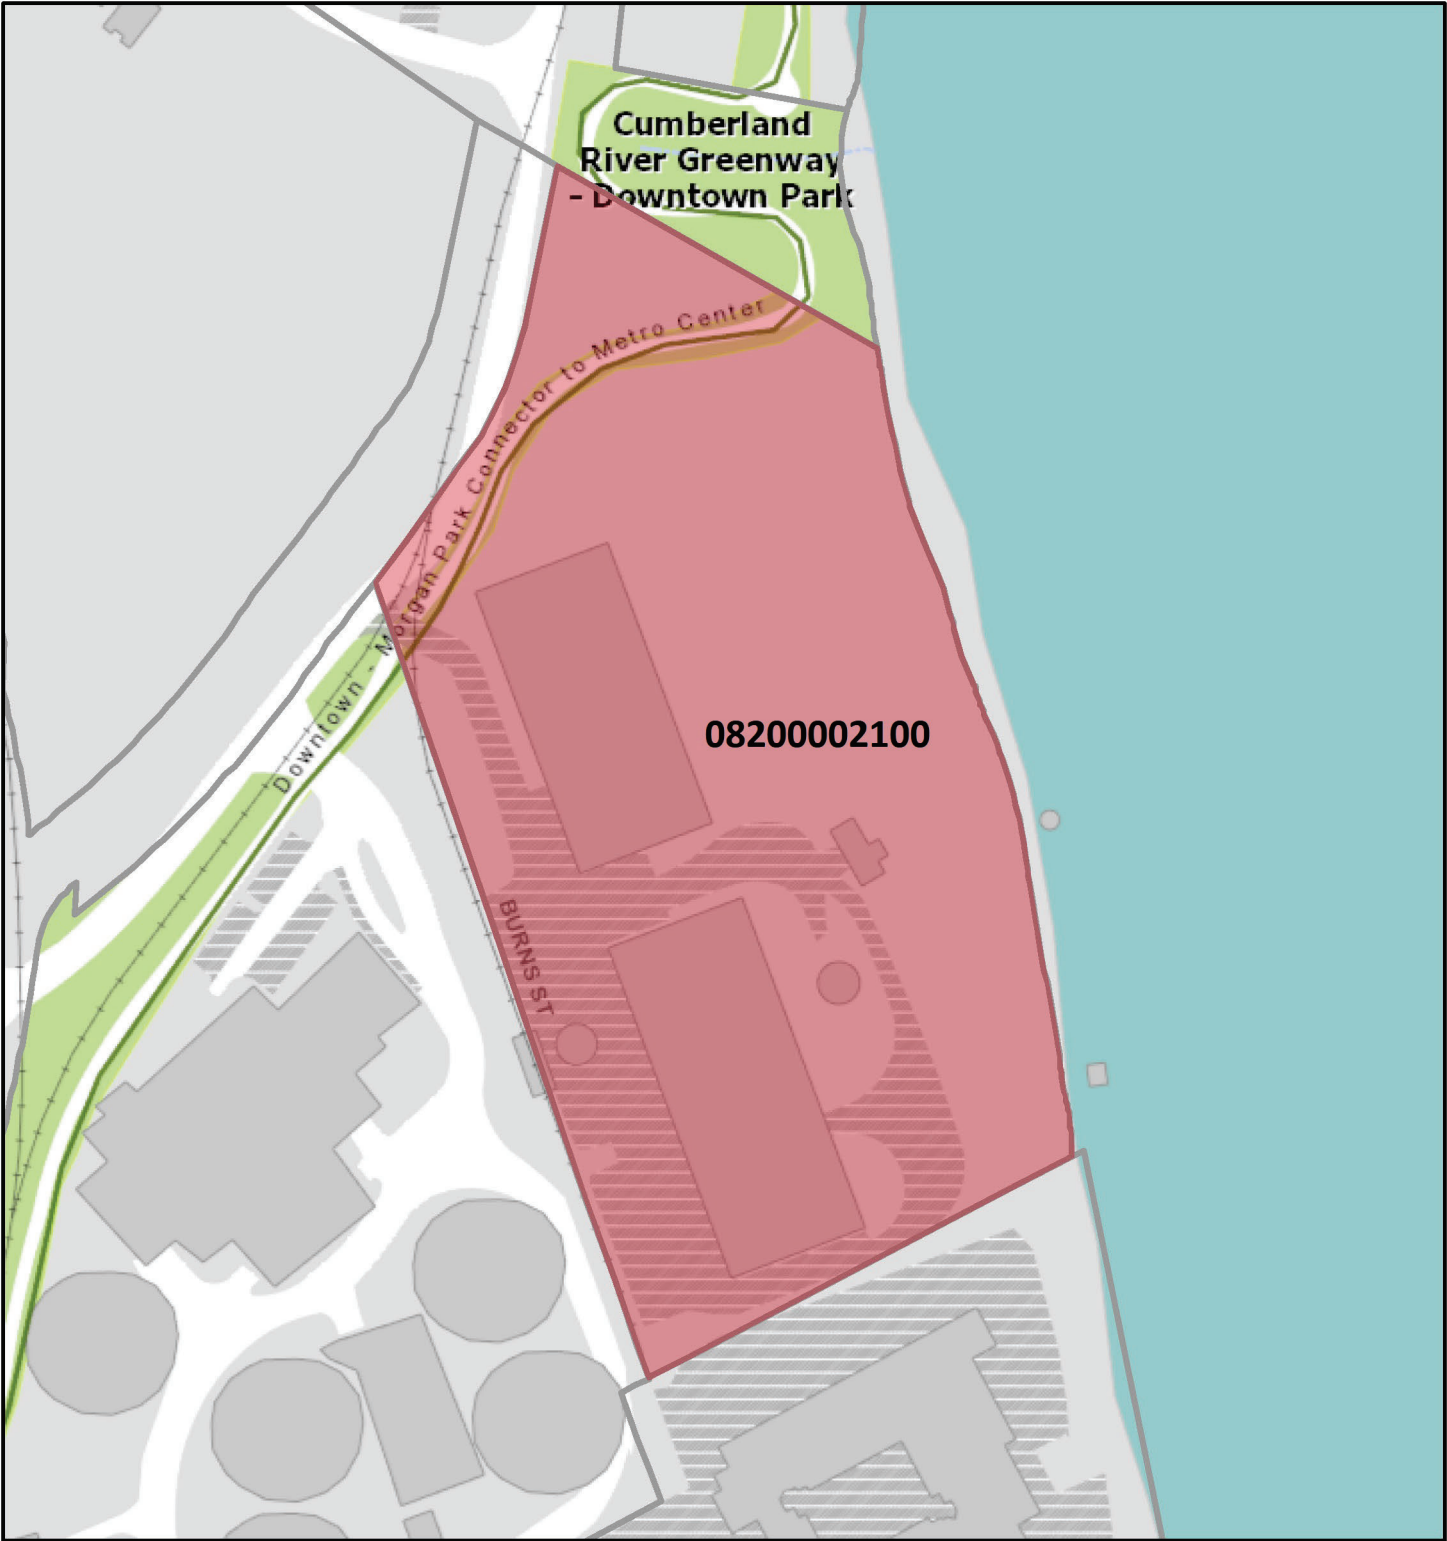 Cumberland
River Greenway
- Downtown Park
Downtown - Morgan Park Connector to Metro Center
08200002100
BURNS ST